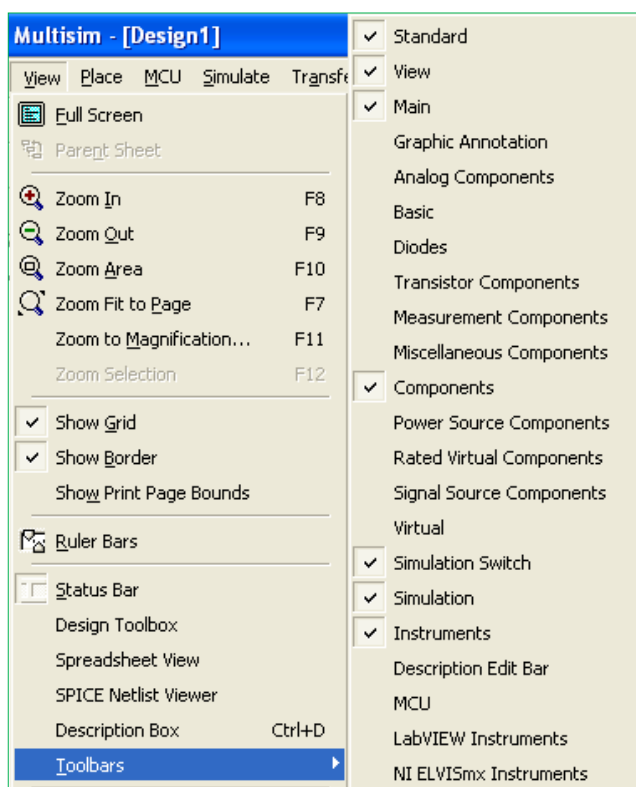 Multisim - [Design1]
View Place MCU Simulate Transfe
Full Screen
Parent Sheet
Zoom In F8
Zoom Out F9
Zoom Area F10
Zoom Fit to Page F7
Zoom to Magnification... F11
Zoom Selection F12
Show Grid
Show Border
Show Print Page Bounds
Ruler Bars
Status Bar
Design Toolbox
Spreadsheet View
SPICE Netlist Viewer
Description Box Ctrl+D
Toolbars
Standard
View
Main
Graphic Annotation
Analog Components
Basic
Diodes
Transistor Components
Measurement Components
Miscellaneous Components
Components
Power Source Components
Rated Virtual Components
Signal Source Components
Virtual
Simulation Switch
Simulation
Instruments
Description Edit Bar
MCU
LabVIEW Instruments
NI ELVISmx Instruments